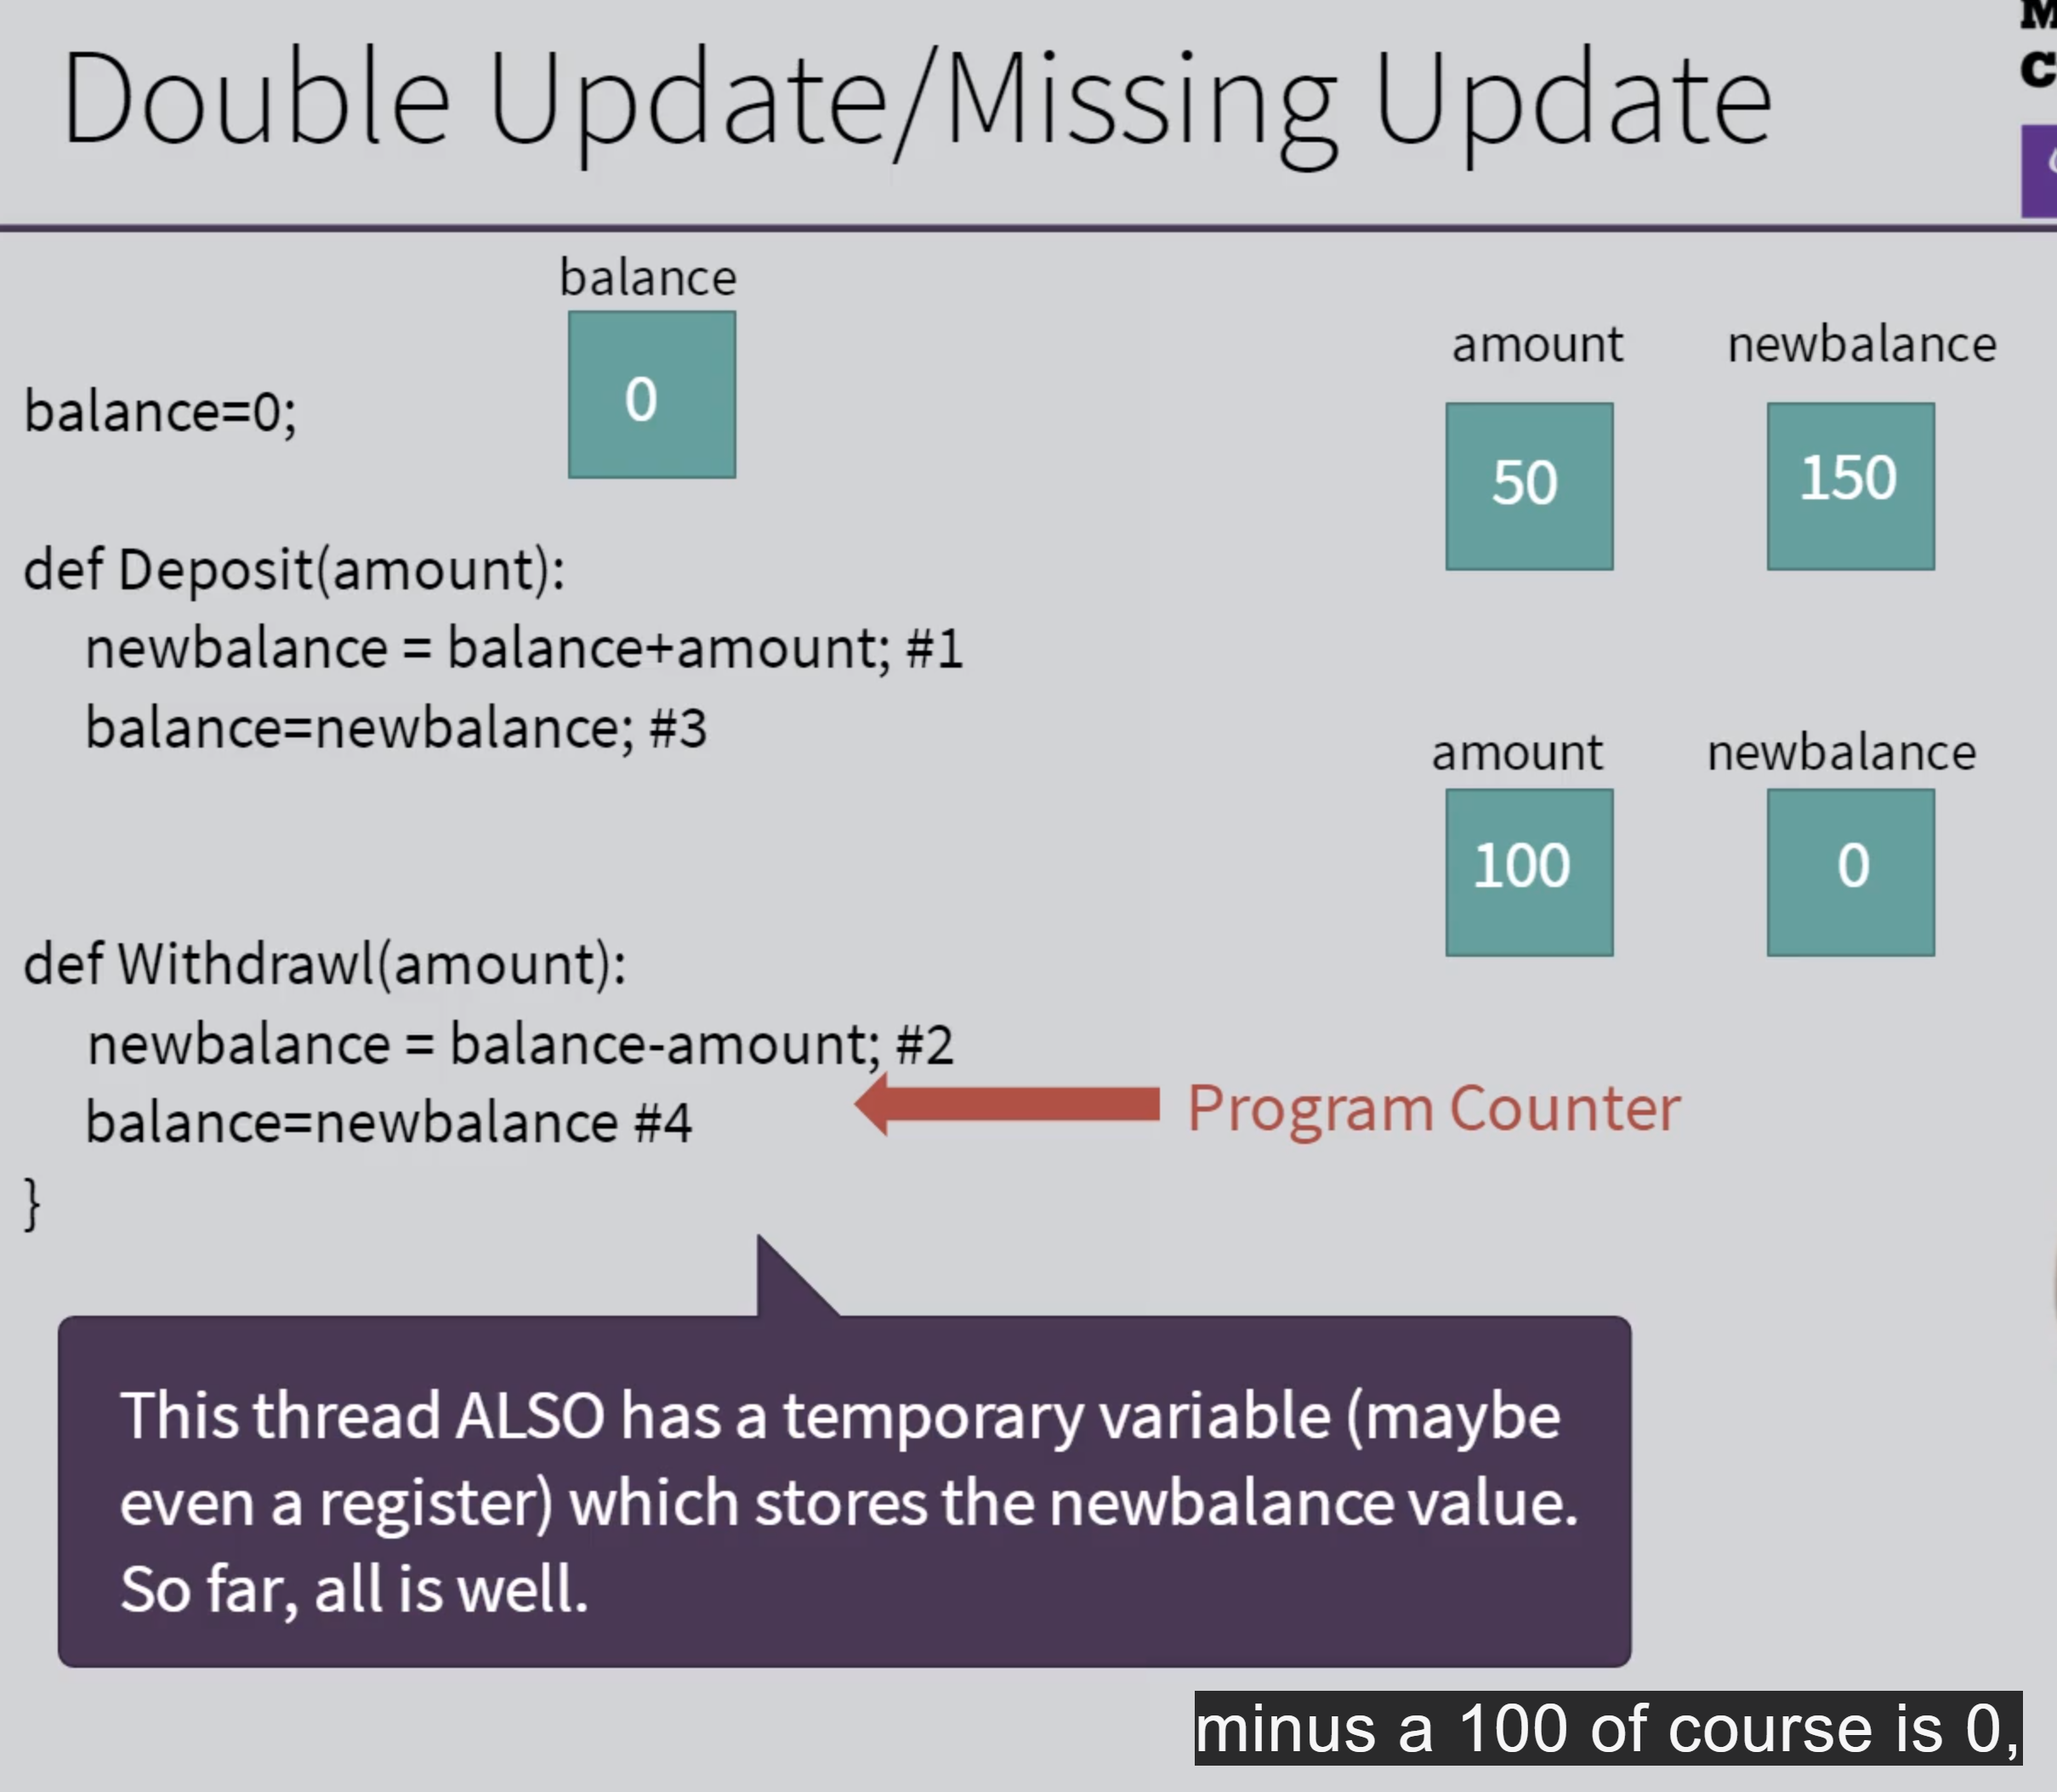 Double Update/Missing Update
balance
0
balance=0;
amount
newbalance
50
150
def Deposit(amount):
newbalance = balance+amount; #1
balance=newbalance; #3
amount
newbalance
100
0
def Withdrawl(amount):
newbalance = balance-amount; #2
balance=newbalance #4
Program Counter
}
This thread ALSO has a temporary variable (maybe
even a register) which stores the newbalance value.
So far, all is well.
minus a 100 of course is 0,